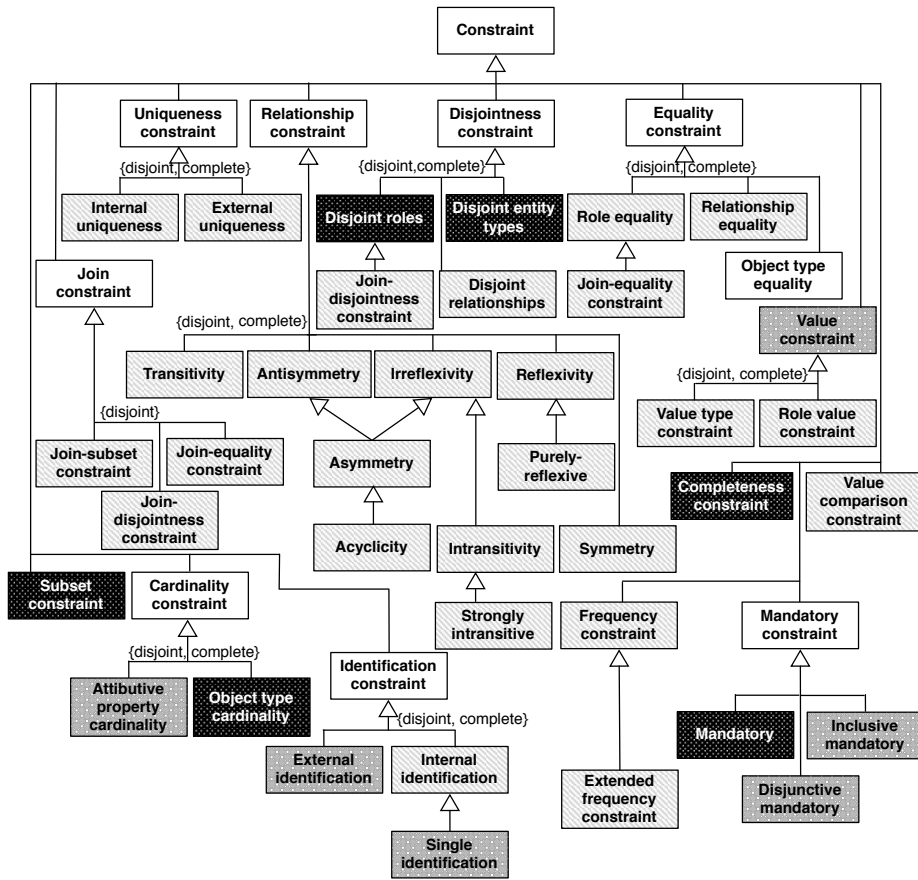 Constraint
Uniqueness
constraint
Relationship
constraint
Disjointness
constraint
Equality
constraint
{disjoint, complete}
{disjoint,complete}
{disjoint, complete}
Internal
uniqueness
External
uniqueness
Disjoint roles
Disjoint entity
types
Role equality
Relationship
equality
Join
constraint
Join-
disjointness
constraint
Disjoint
relationships
Join-equality
constraint
Object type
equality
{disjoint, complete}
Value
constraint
Transitivity
Antisymmetry
Irreflexivity
Reflexivity
{disjoint, complete}
{disjoint}
Value type
constraint
Role value
constraint
Join-subset
constraint
Join-equality
constraint
Asymmetry
Purely-
reflexive
Join-
disjointness
constraint
Completeness
constraint
Value
comparison
constraint
Acyclicity
Intransitivity
Symmetry
Subset
constraint
Cardinality
constraint
Strongly
intransitive
Frequency
constraint
Mandatory
constraint
{disjoint, complete}
Identification
constraint
Attibutive
property
cardinality
Object type
cardinality
{disjoint, complete}
Mandatory
Inclusive
mandatory
External
identification
Internal
identification
Extended
frequency
constraint
Disjunctive
mandatory
Single
identification